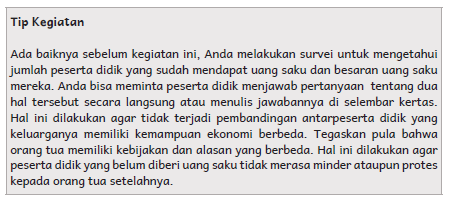 Tip Kegiatan
Ada baiknya sebelum kegiatan ini, Anda melakukan survei untuk mengetahui
jumlah peserta didik yang sudah mendapat uang saku dan besaran uang saku
mereka. Anda bisa meminta peserta didik menjawab pertanyaan tentang dua
hal tersebut secara langsung atau menulis jawabannya di selembar kertas.
Hal ini dilakukan agar tidak terjadi pembandingan antarpeserta didik yang
keluarganya memiliki kemampuan ekonomi berbeda. Tegaskan pula bahwa
orang tua memiliki kebijakan dan alasan yang berbeda. Hal ini dilakukan agar
peserta didik yang belum diberi uang saku tidak merasa minder ataupun protes
kepada orang tua setelahnya.